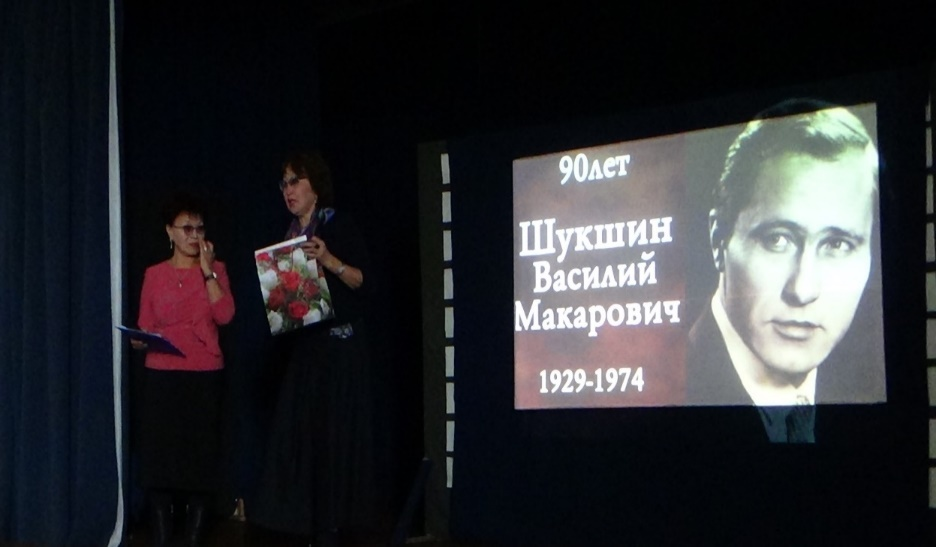 90лет
Шукшин
Василий
Макарович
1929-1974